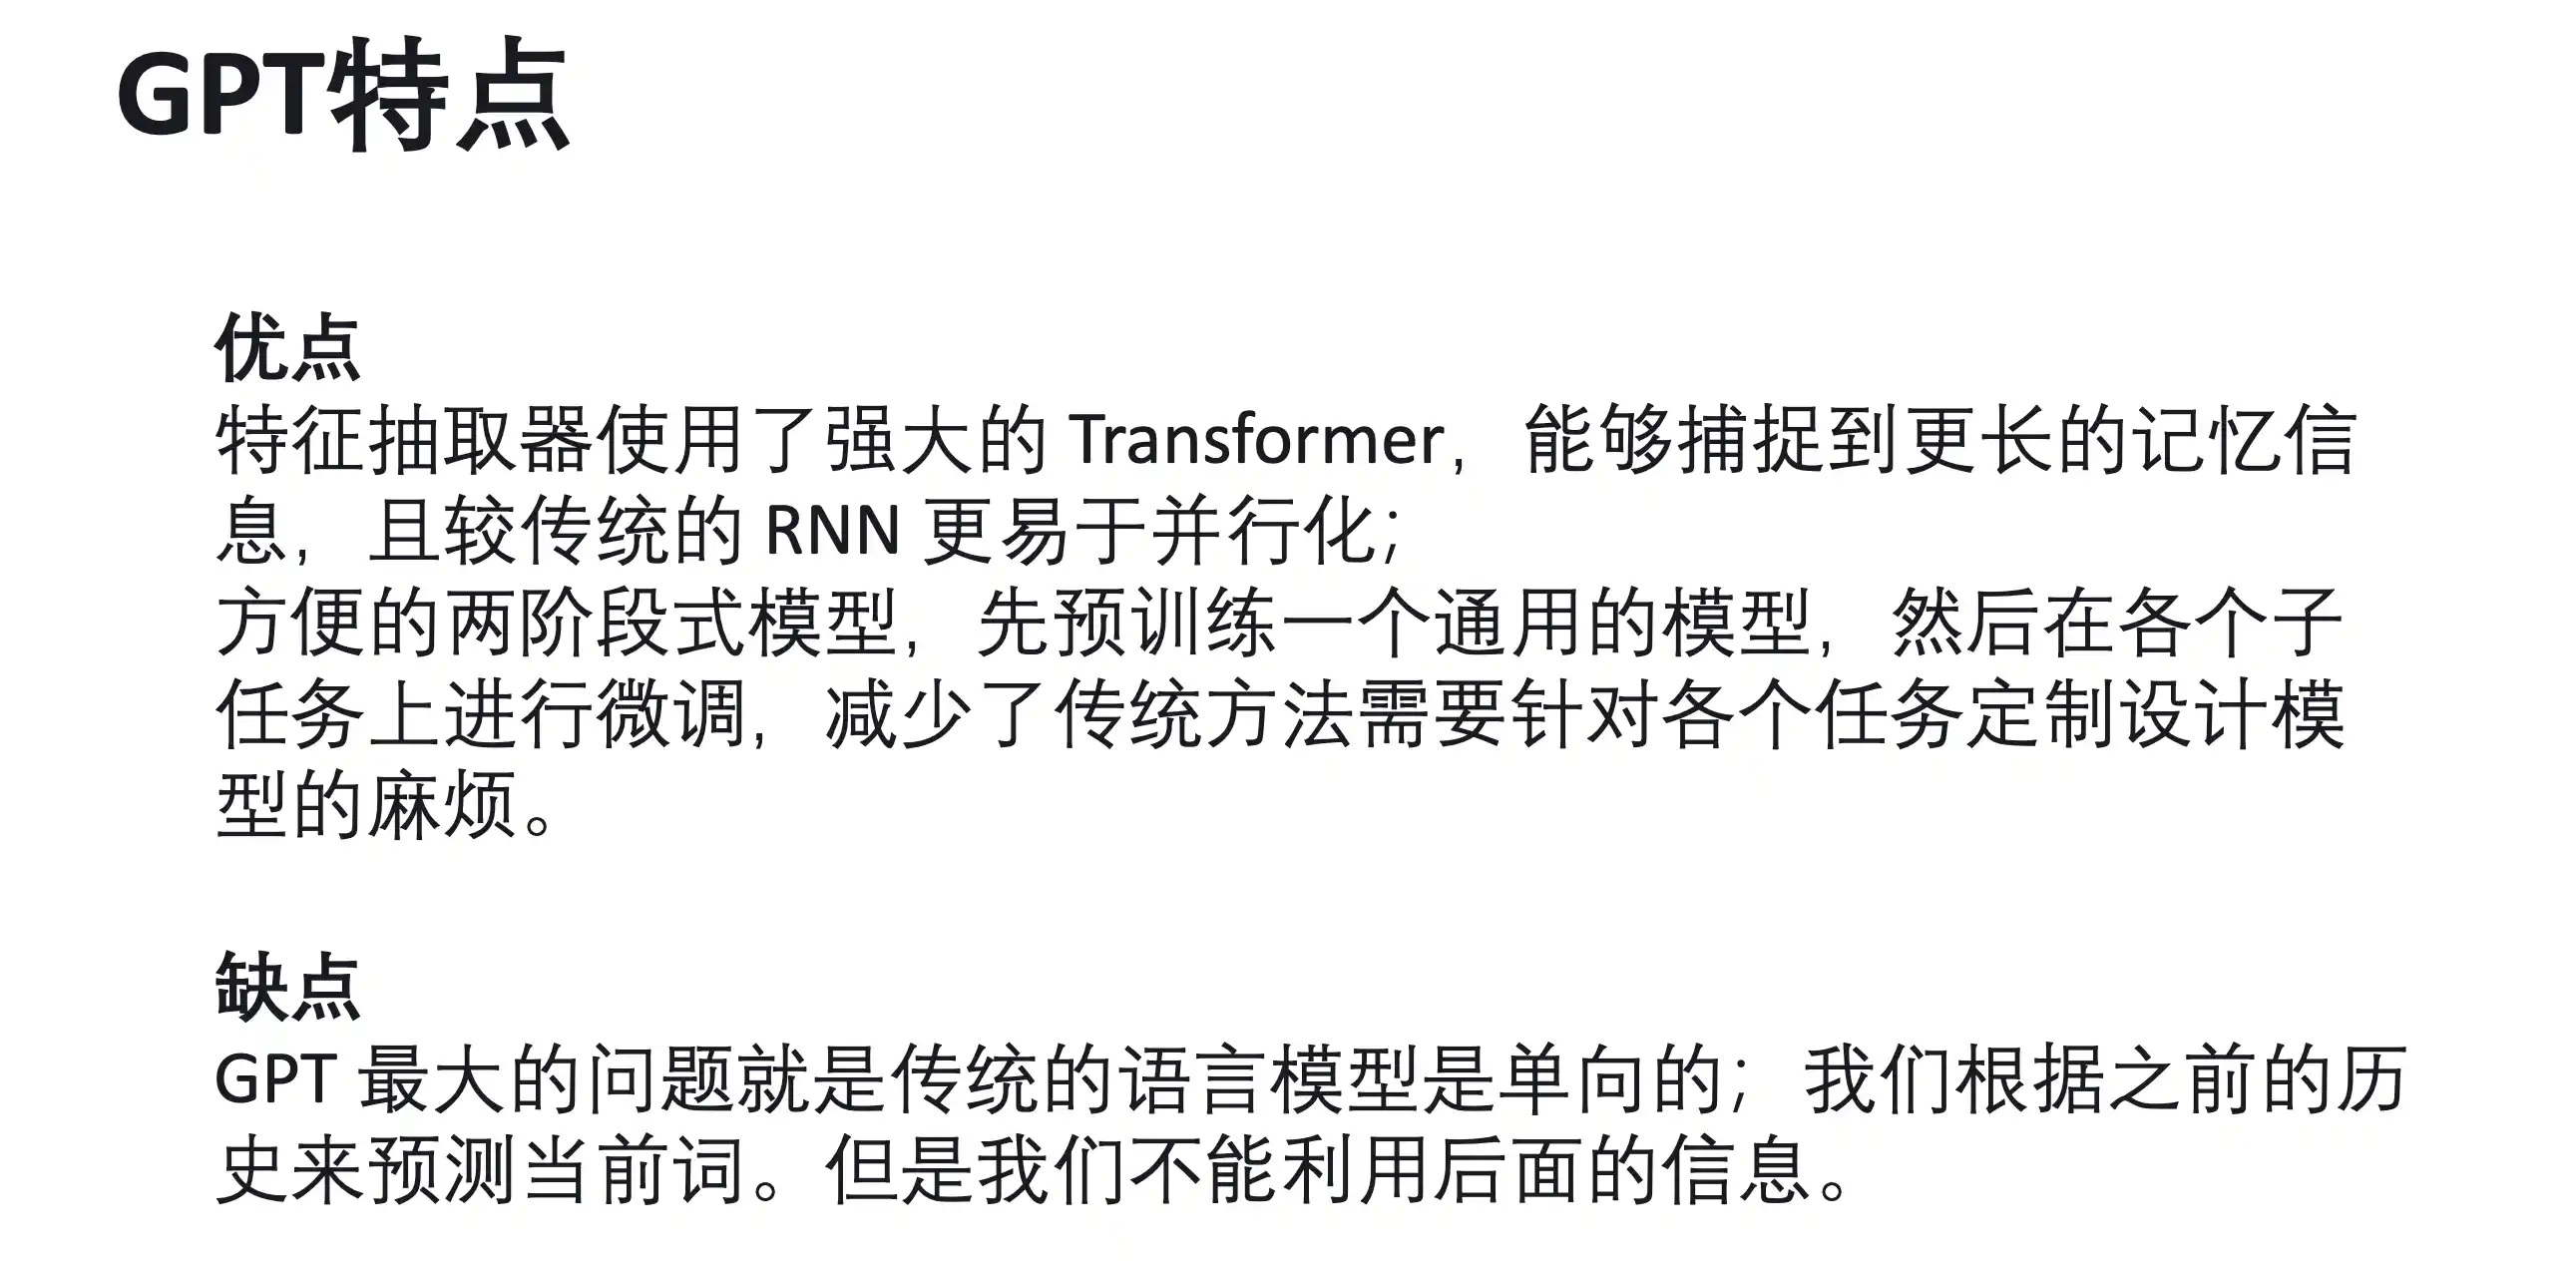 GPT特点
优点
特征抽取器使用了强大的 Transformer，能够捕捉到更长的记忆信
息，且较传统的 RNN 更易于并行化；
方便的两阶段式模型，先预训练一个通用的模型，然后在各个子
任务上进行微调，减少了传统方法需要针对各个任务定制设计模
型的麻烦。
缺点
GPT 最大的问题就是传统的语言模型是单向的；我们根据之前的历
史来预测当前词。但是我们不能利用后面的信息。